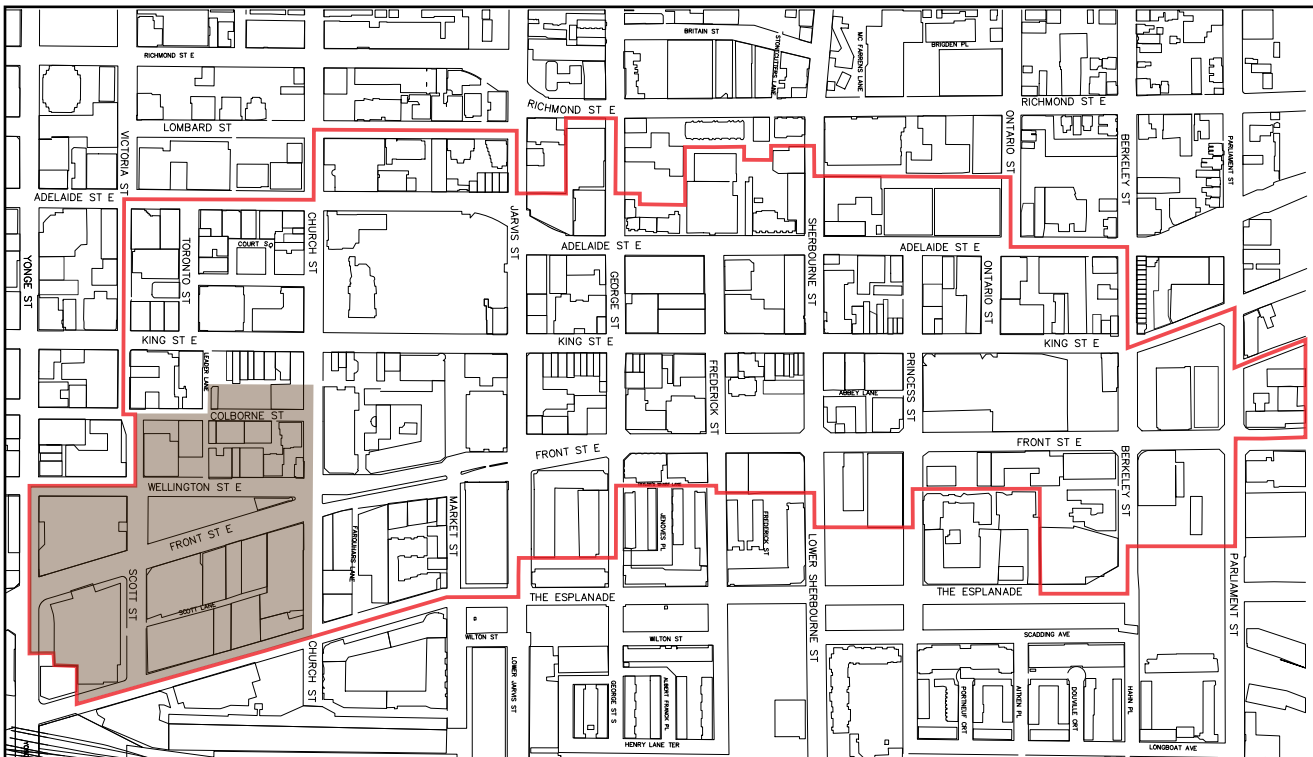 BRITAIN ST
STONECUTTERS LANE
MC FARRENS LANE
BRIGDEN PL
RICHMOND ST E
RICHMOND ST E
RICHMOND ST E
LOMBARD ST
VICTORIA ST
ONTARIO ST
BERKELEY ST
PARLIAMENT ST
ADELAIDE ST E
CHURCH ST
JARVIS ST
SHERBOURNE ST
TORONTO ST
COURT
ADELAIDE ST E
ADELAIDE ST E
YONGE ST
GEORGE ST
ONTARIO ST
KING ST E
KING ST E
KING ST E
LEADER LANE
FREDERICK ST
PRINCESS ST
ABBEY LANE
COLBORNE ST
FRONT ST E
FRONT ST E
BERKELEY ST
WELLINGTON ST E
MARKET ST
JENOVES PL
FREDERICK ST
FRONT ST E
FARQUHARS LANE
LOWER SHERBOURNE ST
PARLIAMENT ST
SCOTT ST
SCOTT LANE
THE ESPLANADE
THE ESPLANADE
CHURCH ST
WILTON ST
WILTON ST
SCADDING AVE
LOWER JARVIS ST
GEORGE ST S
ALBERT FRANCK PL
PORTNEUF CRT
AITKEN PL
DOUVILLE CRT
HAHN PL
HENRY LANE TER
LONGBOAT AVE